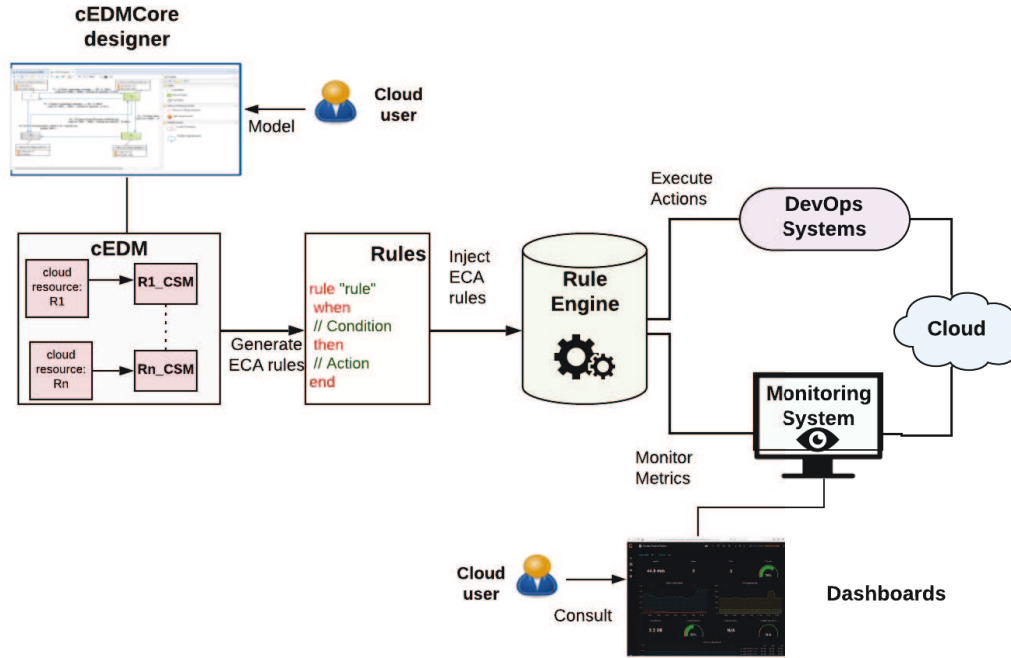 cEDMCore
designer
Model
Cloud
user
cEDM
cloud
resource:
R1
R1_CSM
cloud
resource:
Rn
Rn_CSM
Generate
ECA rules
Rules
rule "rule"
when
// Condition
then
// Action
end
Inject
ECA
rules
Rule
Engine
Execute
Actions
DevOps
Systems
Cloud
Monitoring
System
Monitor
Metrics
Cloud
user
Consult
Dashboards